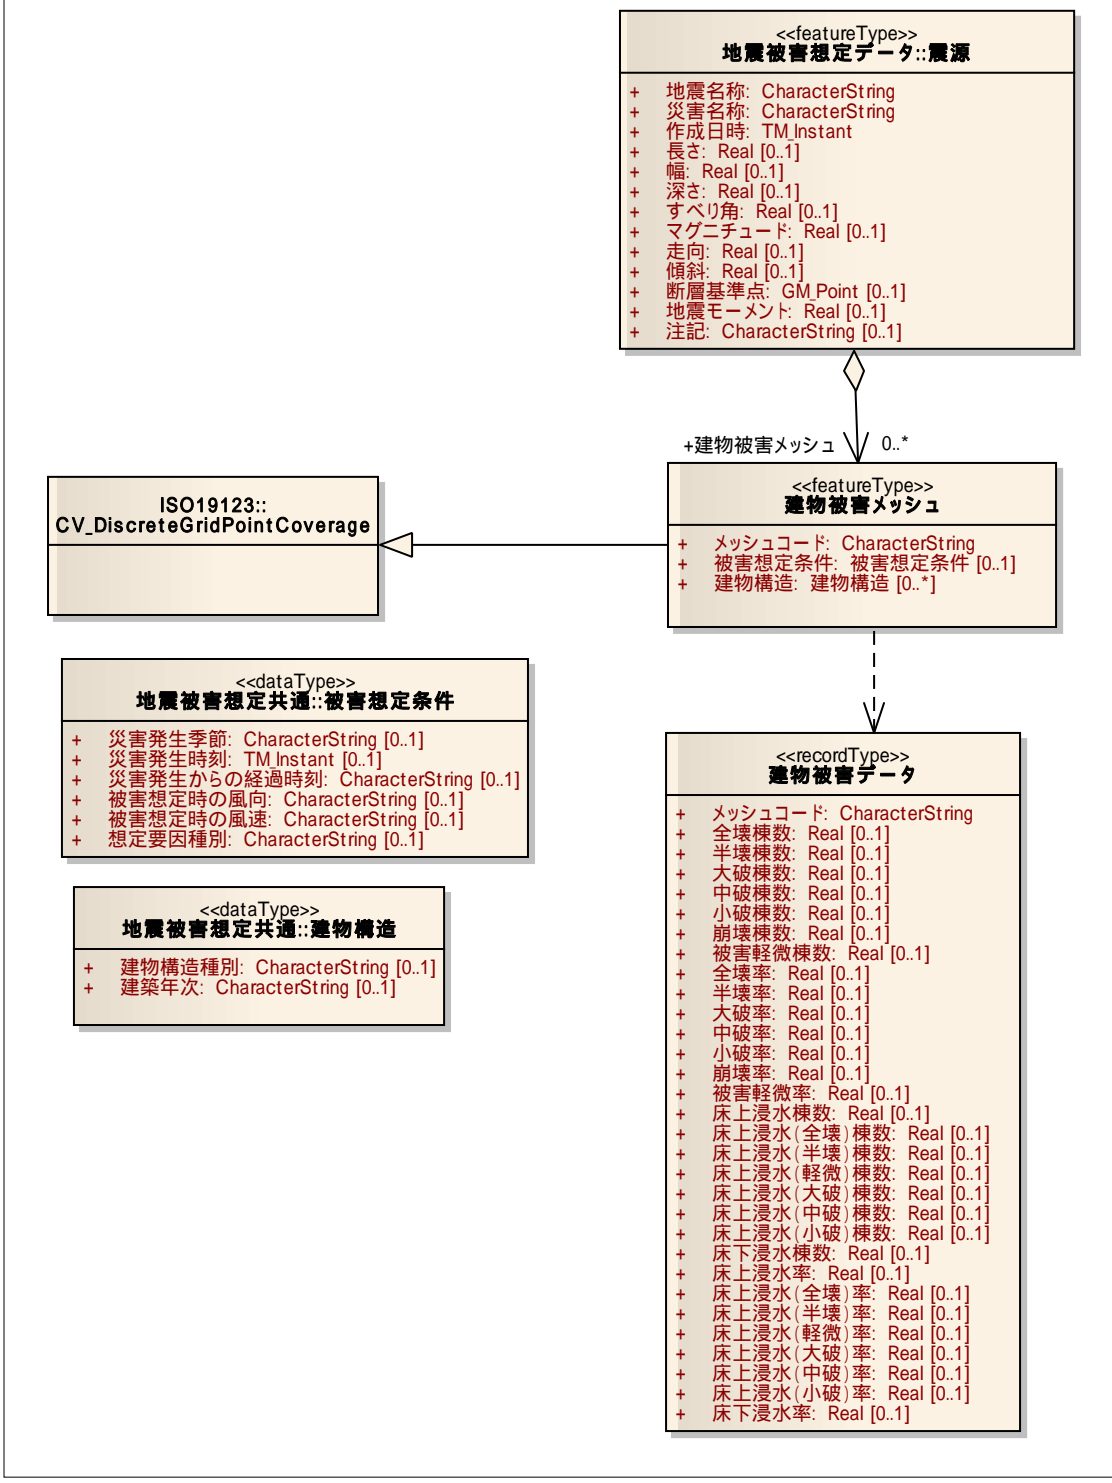 <<featureType>>
地震被害想定データ::震源
+ 地震名称: CharacterString
+ 災害名称: CharacterString
+ 作成日時: TM_Instant
+ 長さ: Real [0..1]
+ 幅: Real [0..1]
+ 深さ: Real [0..1]
+ すべり角: Real [0..1]
+ マグニチュード: Real [0..1]
+ 走向: Real [0..1]
+ 傾斜: Real [0..1]
+ 断層基準点: GM_Point [0..1]
+ 地震モーメント: Real [0..1]
+ 注記: CharacterString [0..1]
+建物被害メッシュ 0..*
ISO19123::
CV_DiscreteGridPointCoverage
<<featureType>>
建物被害メッシュ
+ メッシュコード: CharacterString
+ 被害想定条件: 被害想定条件 [0..1]
+ 建物構造: 建物構造 [0..*]
<<dataType>>
地震被害想定共通::被害想定条件
+ 災害発生季節: CharacterString [0..1]
+ 災害発生時刻: TM_Instant [0..1]
+ 災害発生からの経過時刻: CharacterString [0..1]
+ 被害想定時の風向: CharacterString [0..1]
+ 被害想定時の風速: CharacterString [0..1]
+ 想定要因種別: CharacterString [0..1]
<<dataType>>
地震被害想定共通::建物構造
+ 建物構造種別: CharacterString [0..1]
+ 建築年次: CharacterString [0..1]
<<recordType>>
建物被害データ
+ メッシュコード: CharacterString
+ 全壊棟数: Real [0..1]
+ 半壊棟数: Real [0..1]
+ 大破棟数: Real [0..1]
+ 中破棟数: Real [0..1]
+ 小破棟数: Real [0..1]
+ 崩壊棟数: Real [0..1]
+ 被害軽微棟数: Real [0..1]
+ 全壊率: Real [0..1]
+ 半壊率: Real [0..1]
+ 大破率: Real [0..1]
+ 中破率: Real [0..1]
+ 小破率: Real [0..1]
+ 崩壊率: Real [0..1]
+ 被害軽微率: Real [0..1]
+ 床上浸水棟数: Real [0..1]
+ 床上浸水(全壊)棟数: Real [0..1]
+ 床上浸水(半壊)棟数: Real [0..1]
+ 床上浸水(軽微)棟数: Real [0..1]
+ 床上浸水(大破)棟数: Real [0..1]
+ 床上浸水(中破)棟数: Real [0..1]
+ 床上浸水(小破)棟数: Real [0..1]
+ 床下浸水棟数: Real [0..1]
+ 床上浸水率: Real [0..1]
+ 床上浸水(全壊)率: Real [0..1]
+ 床上浸水(半壊)率: Real [0..1]
+ 床上浸水(軽微)率: Real [0..1]
+ 床上浸水(大破)率: Real [0..1]
+ 床上浸水(中破)率: Real [0..1]
+ 床上浸水(小破)率: Real [0..1]
+ 床下浸水率: Real [0..1]